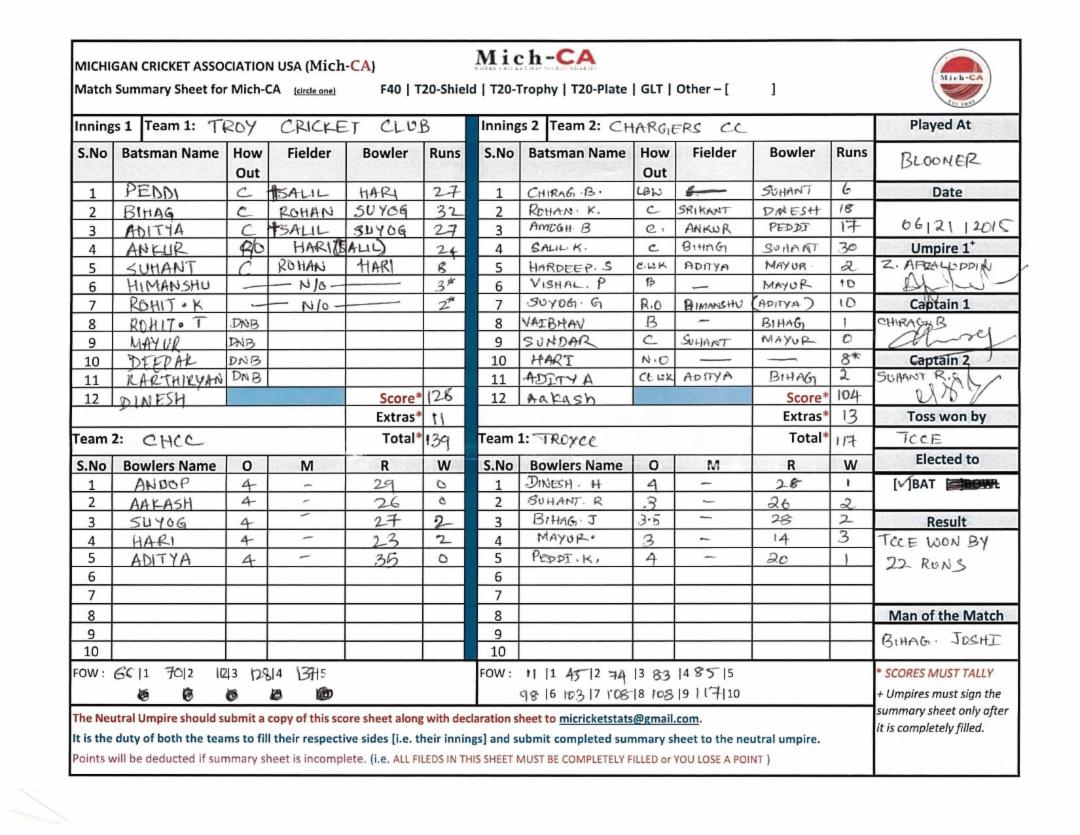 MICHIGAN CRICKET ASSOCIATION USA (Mich-CA)
Mich-CA
Match Summary Sheet for Mich-CA (circle one) F40 | T20-Shield | T20-Trophy | T20-Plate | GLT | Other – [ ]
Mich-CA
Innings 1 Team 1: TROY CRICKET CLUB
S.No Batsman Name How Out Fielder Bowler Runs
1 PEDDI C †SALIL HARI 27
2 BIHAG C ROHAN SUYOG 32
3 ADITYA C †SALIL SUYOG 27
4 ANKUR R/O HARI (SALIL) 24
5 SUHANT C ROHAN HARI 8
6 HIMANSHU — N/O — 3*
7 ROHIT . K — N/O — 2*
8 ROHIT . T DNB
9 MAYUR DNB
10 DEEPAK DNB
11 KARTHIKYAN DNB
12 DINESH Score* 128
Extras* 11
Total* 139
Team 2: CHCC
S.No Bowlers Name O M R W
1 ANOOP 4 – 29 0
2 AAKASH 4 – 26 0
3 SUYOG 4 – 27 2
4 HARI 4 – 23 2
5 ADITYA 4 35 0
6
7
8
9
10
FOW : 66 |1 70|2 |3 128|4 137|5
Innings 2 Team 2: CHARGERS CC
S.No Batsman Name How Out Fielder Bowler Runs
1 CHIRAG . B . LBW SUHANT 6
2 ROHAN . K . C SRIKANT DINESH 18
3 AMOGH B C . ANKUR PEDDI 17
4 SALIL K . C BIHAG SUHANT 30
5 HARDEEP . S C.WK ADITYA MAYUR . 2
6 VISHAL . P B – MAYUR 10
7 SUYOG . G R.O HIMANSHU (ADITYA) 10
8 VAIBHAV B – BIHAG 1
9 SUNDAR C SUHANT MAYUR 0
10 HARI N.O — — 8*
11 ADITYA Ct WK ADITYA BIHAG 2
12 Aakash Score* 104
Extras* 13
Total* 117
Team 1: TROYCC
S.No Bowlers Name O M R W
1 DINESH . H 4 – 28 1
2 SUHANT . R 3 – 26 2
3 BIHAG . J 3.5 – 28 2
4 MAYUR . 3 – 14 3
5 PEDDI . K . 4 – 20 1
6
7
8
9
10
FOW : 11 |1 45|2 74 |3 83 |4 85 |5
98 |6 103|7 108|8 108|9 117|10
Played At
BLOOMER
Date
06|21|2015
Umpire 1+
Z. AFZALUDDIN
Captain 1
CHIRAG B
Captain 2
SUHANT R.
Toss won by
TCCE
Elected to
[✓]BAT
Result
TCCE WON BY
22 RUNS
Man of the Match
BIHAG . JOSHI
* SCORES MUST TALLY
+ Umpires must sign the
summary sheet only after
it is completely filled.
The Neutral Umpire should submit a copy of this score sheet along with declaration sheet to micricketstats@gmail.com.
It is the duty of both the teams to fill their respective sides [i.e. their innings] and submit completed summary sheet to the neutral umpire.
Points will be deducted if summary sheet is incomplete. (i.e. ALL FILEDS IN THIS SHEET MUST BE COMPLETELY FILLED or YOU LOSE A POINT )